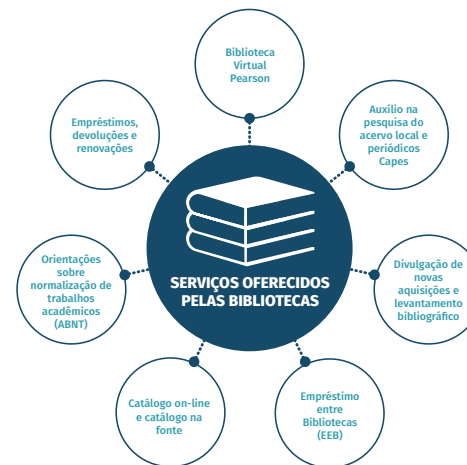 Biblioteca
Virtual
Pearson
Empréstimos,
devoluções e
renovações
Auxílio na
pesquisa do
acervo local e
periódicos
Capes
SERVIÇOS OFERECIDOS
PELAS BIBLIOTECAS
Orientações
sobre
normalização de
trabalhos
acadêmicos
(ABNT)
Divulgação de
novas
aquisições e
levantamento
bibliográfico
Catálogo on-line
e catálogo na
fonte
Empréstimo
entre
Bibliotecas
(EEB)